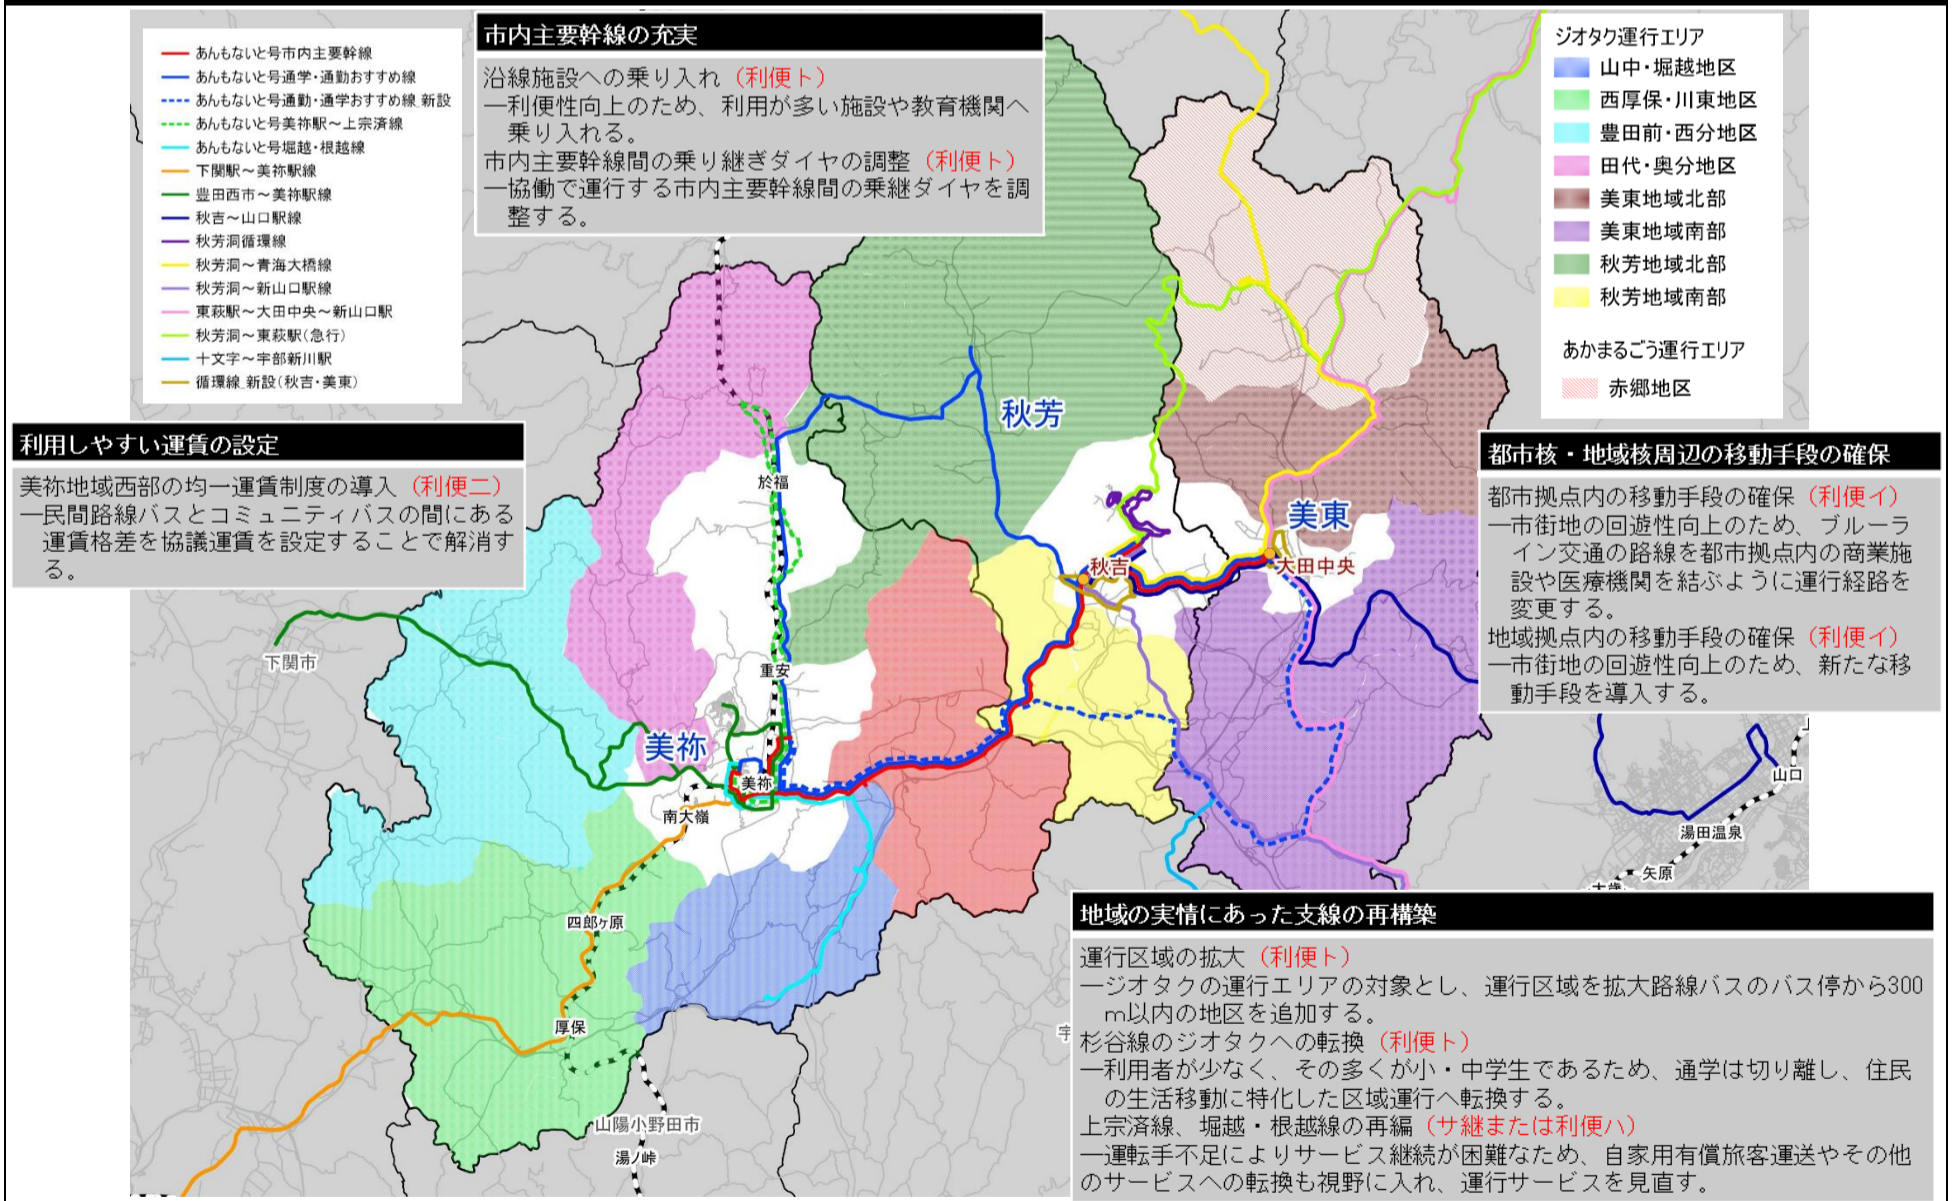 あんもないと号市内主要幹線
あんもないと号通学・通勤おすすめ線
あんもないと号通勤・通学おすすめ線_新設
あんもないと号美祢駅～上宗済線
あんもないと号堀越・根越線
下関駅～美祢駅線
豊田西市～美祢駅線
秋吉～山口駅線
秋芳洞循環線
秋芳洞～青海大橋線
秋芳洞～新山口駅線
東萩駅～大田中央～新山口駅
秋芳洞～東萩駅(急行)
十文字～宇部新川駅
循環線_新設(秋吉・美東)
市内主要幹線の充実
沿線施設への乗り入れ（利便ト）
―利便性向上のため、利用が多い施設や教育機関へ
乗り入れる。
市内主要幹線間の乗り継ぎダイヤの調整（利便ト）
―協働で運行する市内主要幹線間の乗継ダイヤを調
整する。
ジオタク運行エリア
山中・堀越地区
西厚保・川東地区
豊田前・西分地区
田代・奥分地区
美東地域北部
美東地域南部
秋芳地域北部
秋芳地域南部
あかまるごう運行エリア
赤郷地区
利用しやすい運賃の設定
美祢地域西部の均一運賃制度の導入（利便ニ）
―民間路線バスとコミュニティバスの間にある
運賃格差を協議運賃を設定することで解消す
る。
都市核・地域核周辺の移動手段の確保
都市拠点内の移動手段の確保（利便イ）
―市街地の回遊性向上のため、ブルーラ
イン交通の路線を都市拠点内の商業施
設や医療機関を結ぶように運行経路を
変更する。
地域拠点内の移動手段の確保（利便イ）
―市街地の回遊性向上のため、新たな移
動手段を導入する。
秋芳
於福
美東
秋吉
大田中央
下関市
重安
美祢
美祢
南大嶺
山口
湯田温泉
矢原
四郎ヶ原
厚保
山陽小野田市
湯ノ峠
地域の実情にあった支線の再構築
運行区域の拡大（利便ト）
―ジオタクの運行エリアの対象とし、運行区域を拡大路線バスのバス停から300
m以内の地区を追加する。
杉谷線のジオタクへの転換（利便ト）
―利用者が少なく、その多くが小・中学生であるため、通学は切り離し、住民
の生活移動に特化した区域運行へ転換する。
上宗済線、堀越・根越線の再編（サ継または利便ハ）
―運転手不足によりサービス継続が困難なため、自家用有償旅客運送やその他
のサービスへの転換も視野に入れ、運行サービスを見直す。